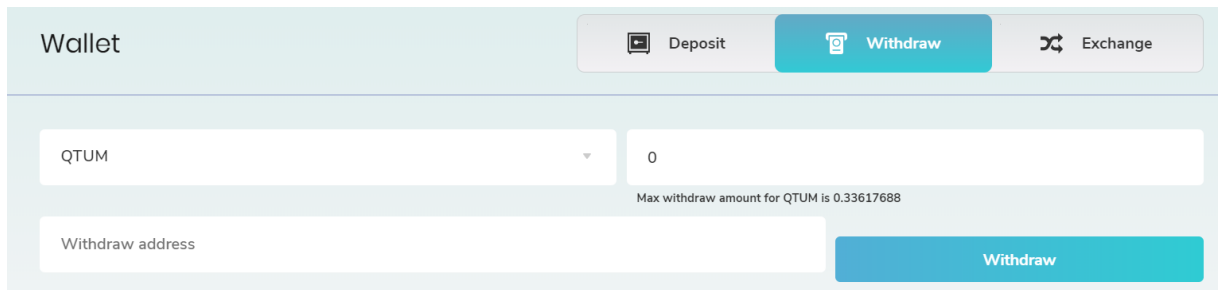 Wallet
Deposit
Withdraw
Exchange
QTUM
0
Max withdraw amount for QTUM is 0.33617688
Withdraw address
Withdraw